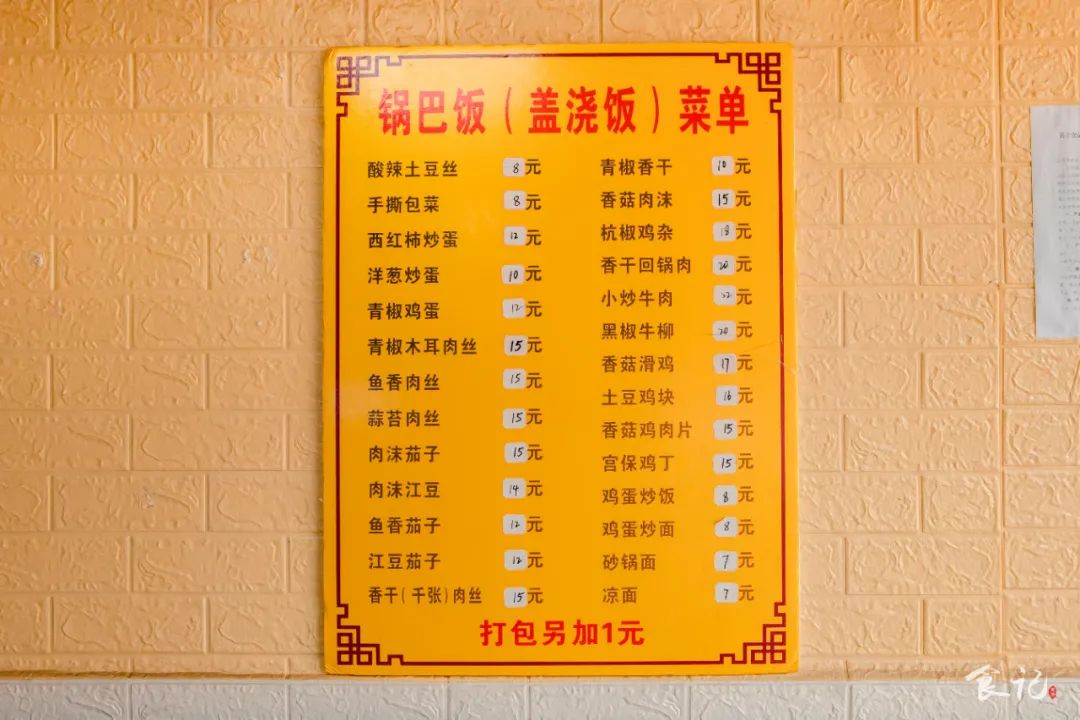 锅巴饭（盖浇饭）菜单
酸辣土豆丝 8元
手撕包菜 8元
西红柿炒蛋 12元
洋葱炒蛋 10元
青椒鸡蛋 12元
青椒木耳肉丝 15元
鱼香肉丝 15元
蒜苔肉丝 15元
肉沫茄子 15元
肉沫江豆 14元
鱼香茄子 12元
江豆茄子 12元
香干(千张)肉丝 15元
青椒香干 10元
香菇肉沫 15元
杭椒鸡杂 18元
香干回锅肉 20元
小炒牛肉 22元
黑椒牛柳 20元
香菇滑鸡 17元
土豆鸡块 16元
香菇鸡肉片 15元
宫保鸡丁 15元
鸡蛋炒饭 8元
鸡蛋炒面 8元
砂锅面 7元
凉面 7元
打包另加1元
食记